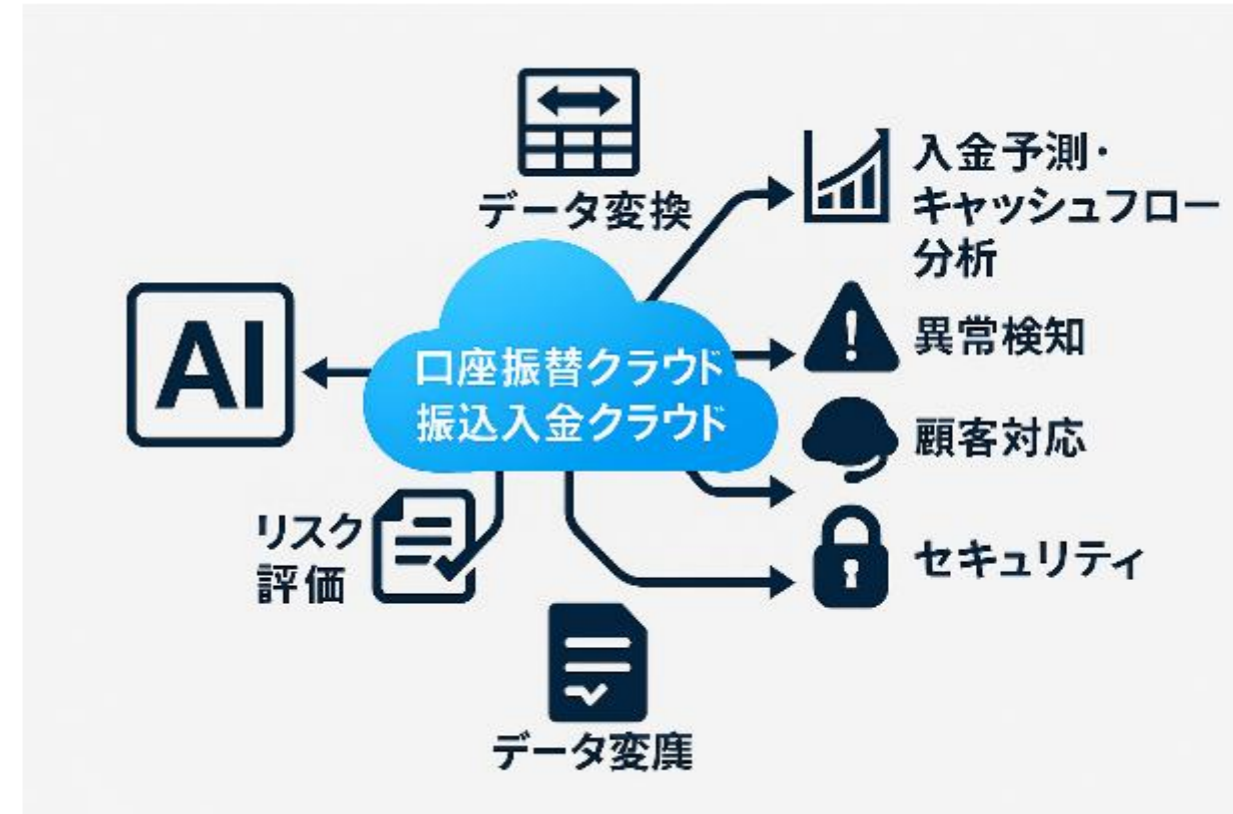 データ変換
入金予測・
キャッシュフロー
分析
AI
口座振替クラウド
振込入金クラウド
異常検知
顧客対応
リスク
評価
セキュリティ
データ変